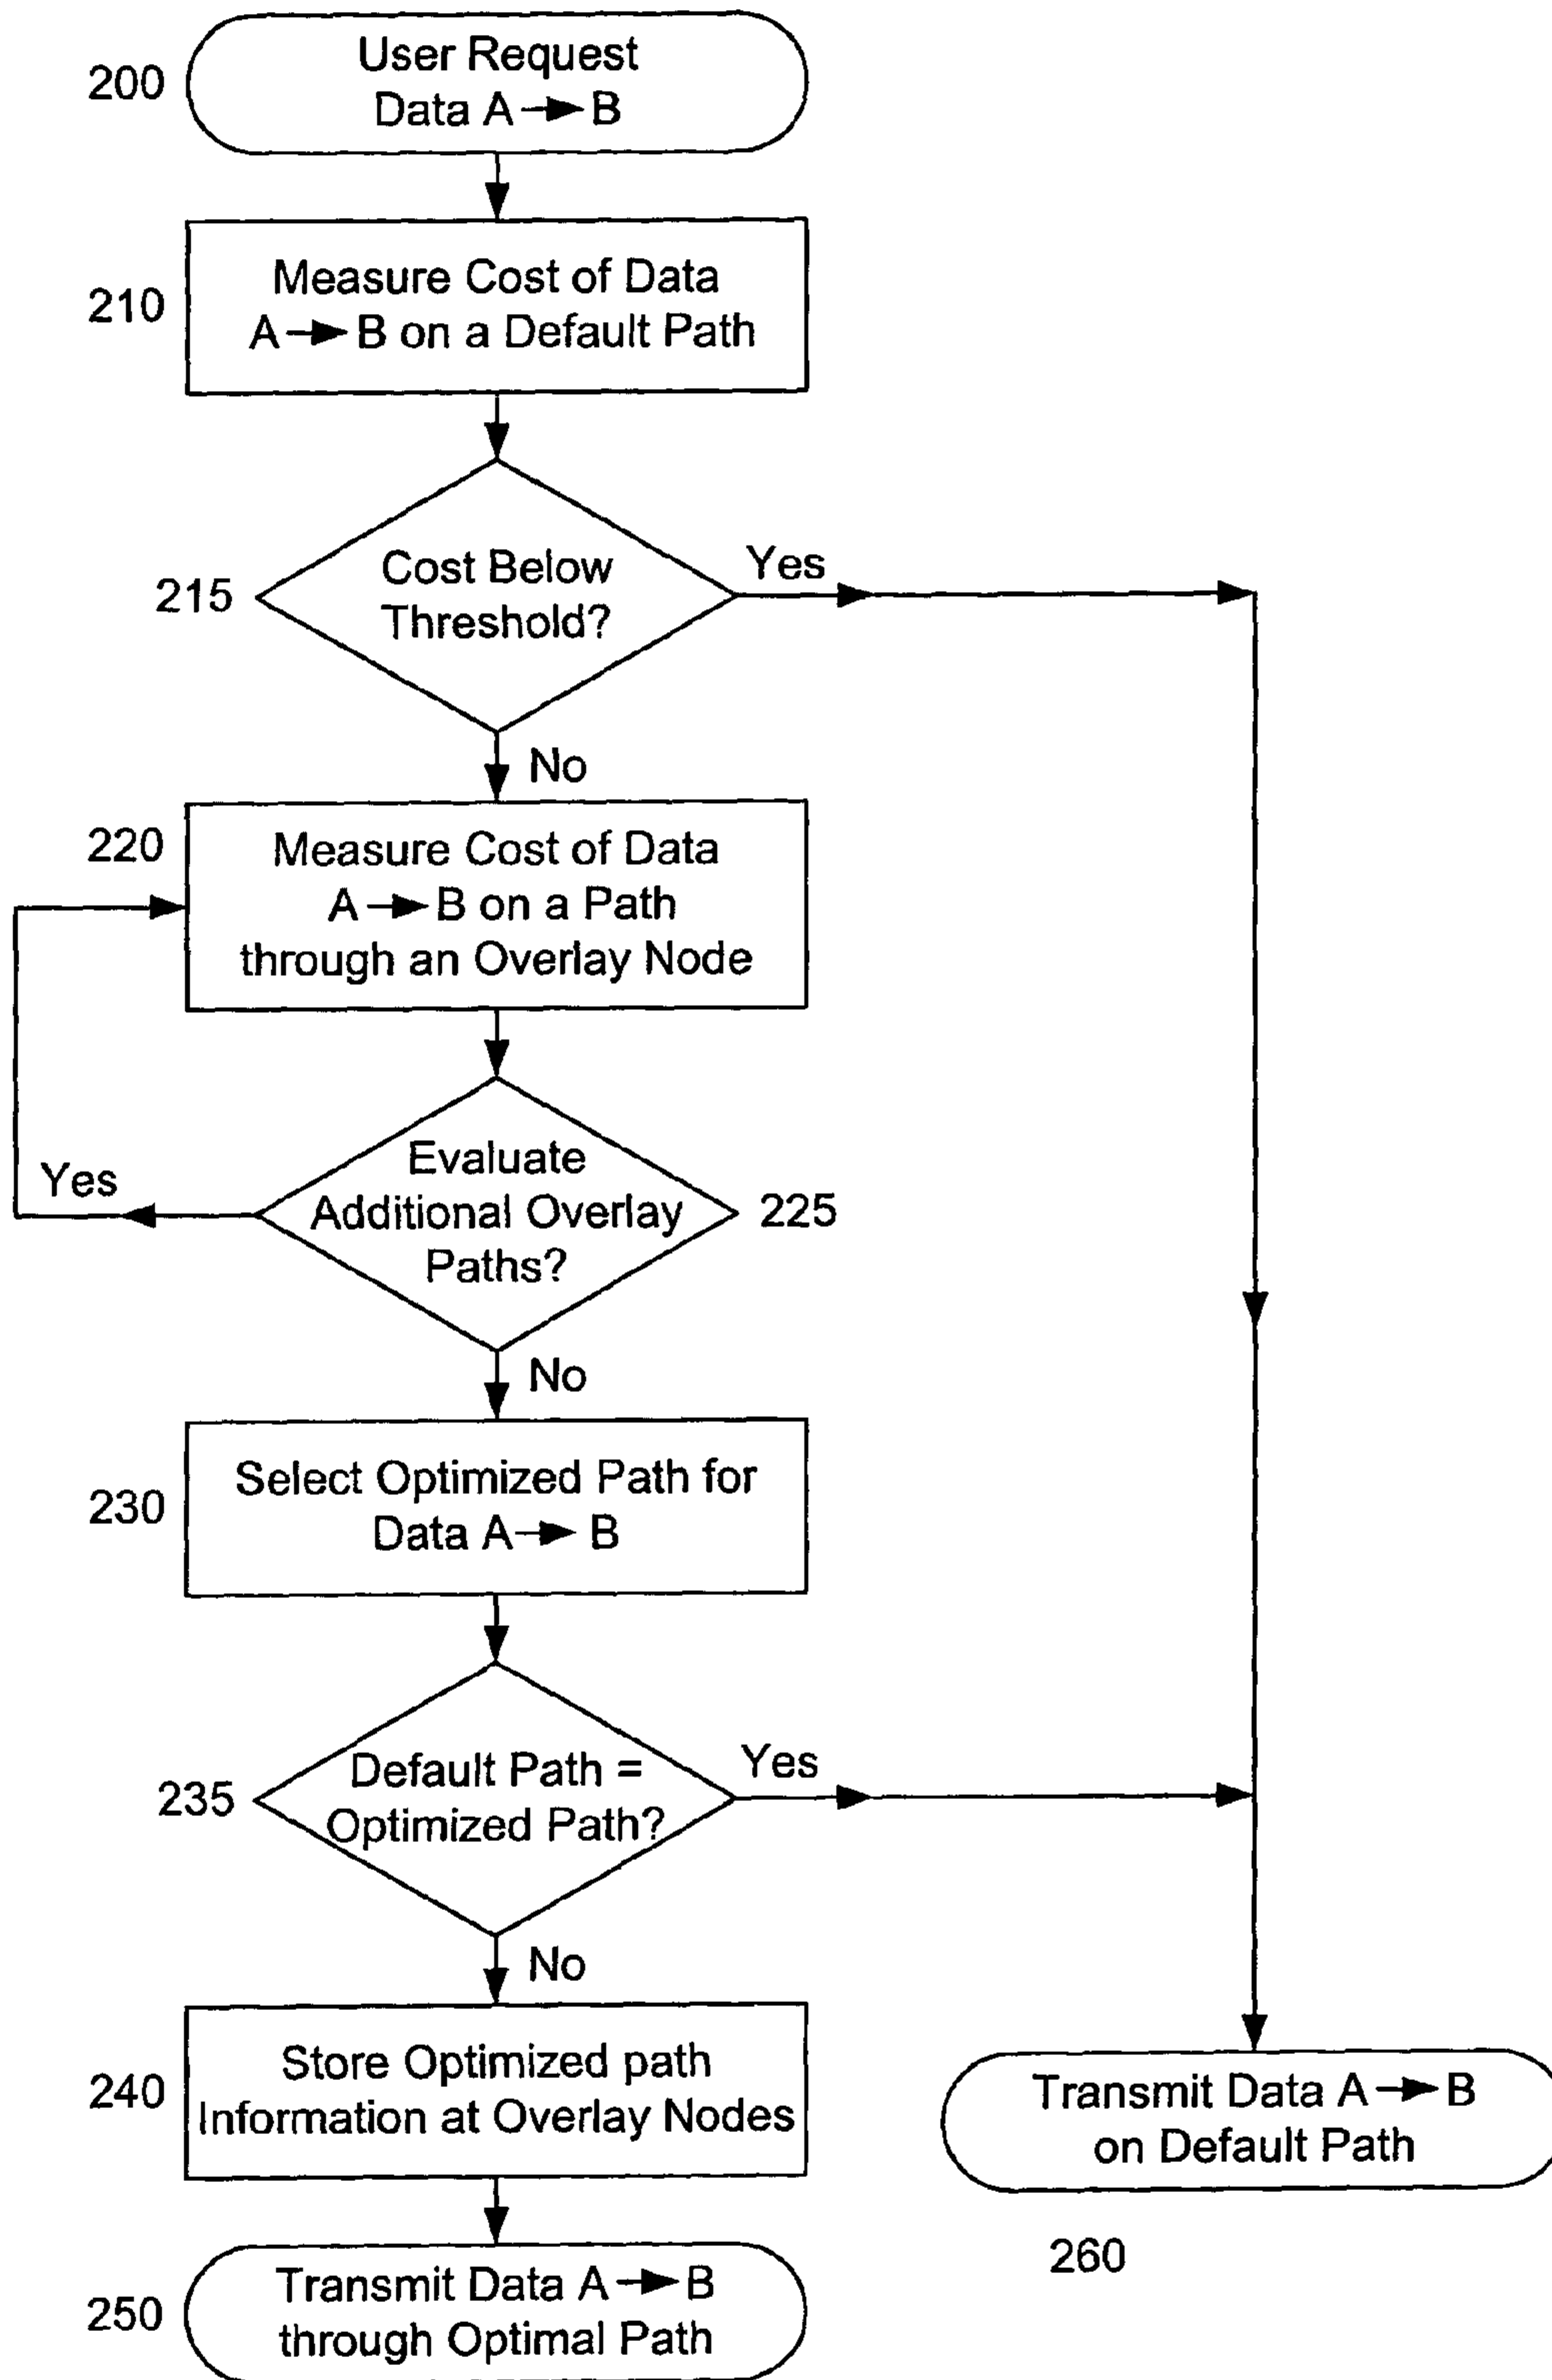 200
User Request
Data A → B
210
Measure Cost of Data
A → B on a Default Path
215
Cost Below
Threshold?
Yes
No
220
Measure Cost of Data
A → B on a Path
through an Overlay Node
Yes
Evaluate
Additional Overlay
Paths?
225
No
230
Select Optimized Path for
Data A → B
235
Default Path =
Optimized Path?
Yes
No
240
Store Optimized path
Information at Overlay Nodes
Transmit Data A → B
on Default Path
260
250
Transmit Data A → B
through Optimal Path